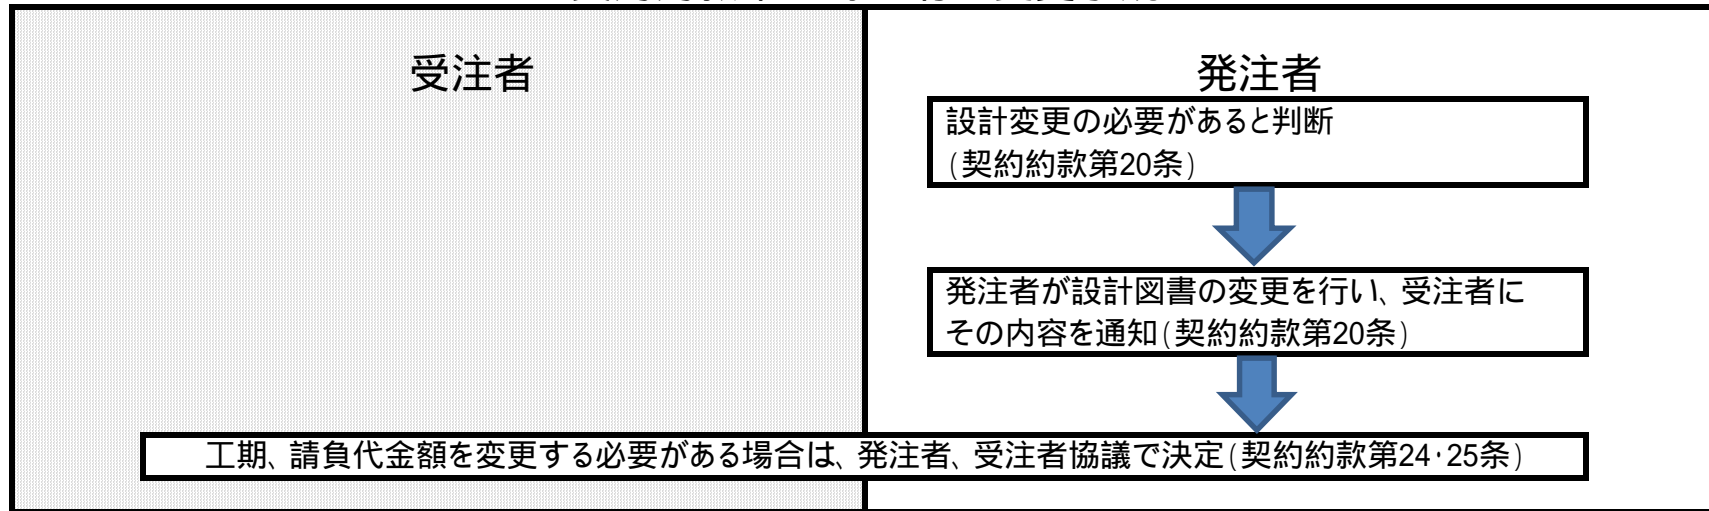 受注者
発注者
設計変更の必要があると判断
(契約約款第20条)
発注者が設計図書の変更を行い、受注者に
その内容を通知(契約約款第20条)
工期、請負代金額を変更する必要がある場合は、発注者、受注者協議で決定(契約約款第24･25条)